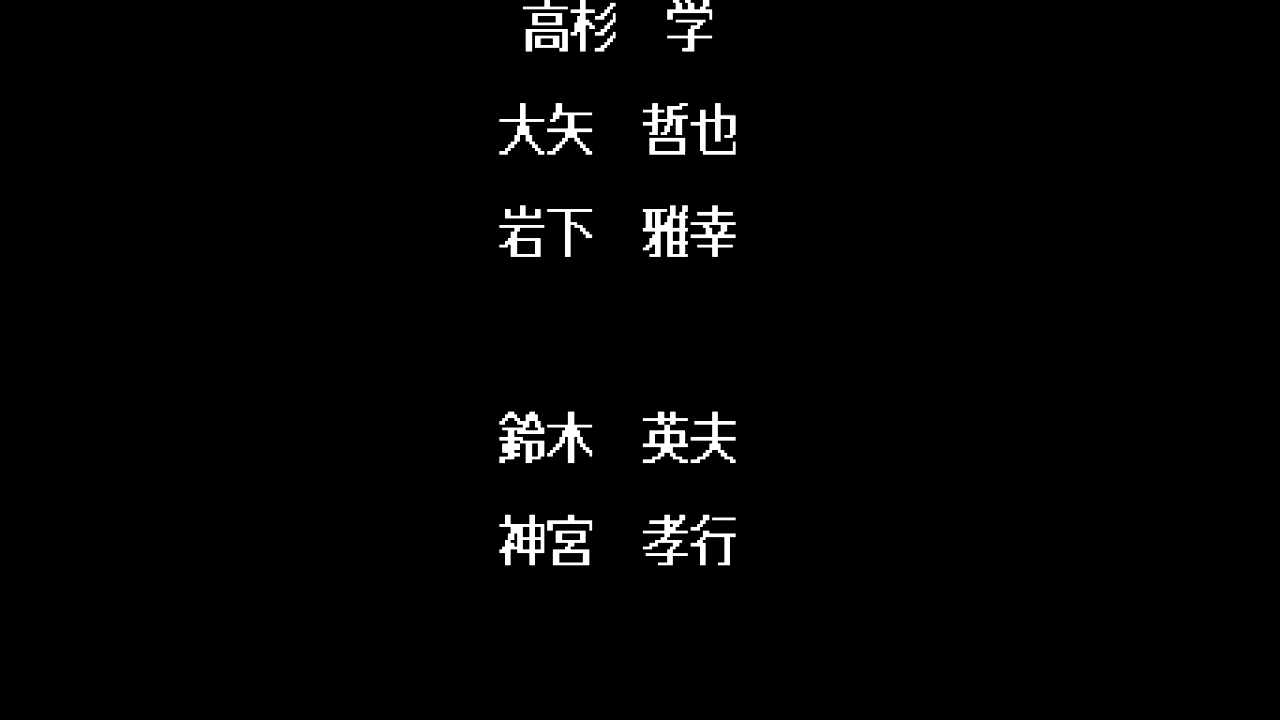 高杉　学
大矢　哲也
岩下　雅幸
鈴木　英夫
神宮　孝行